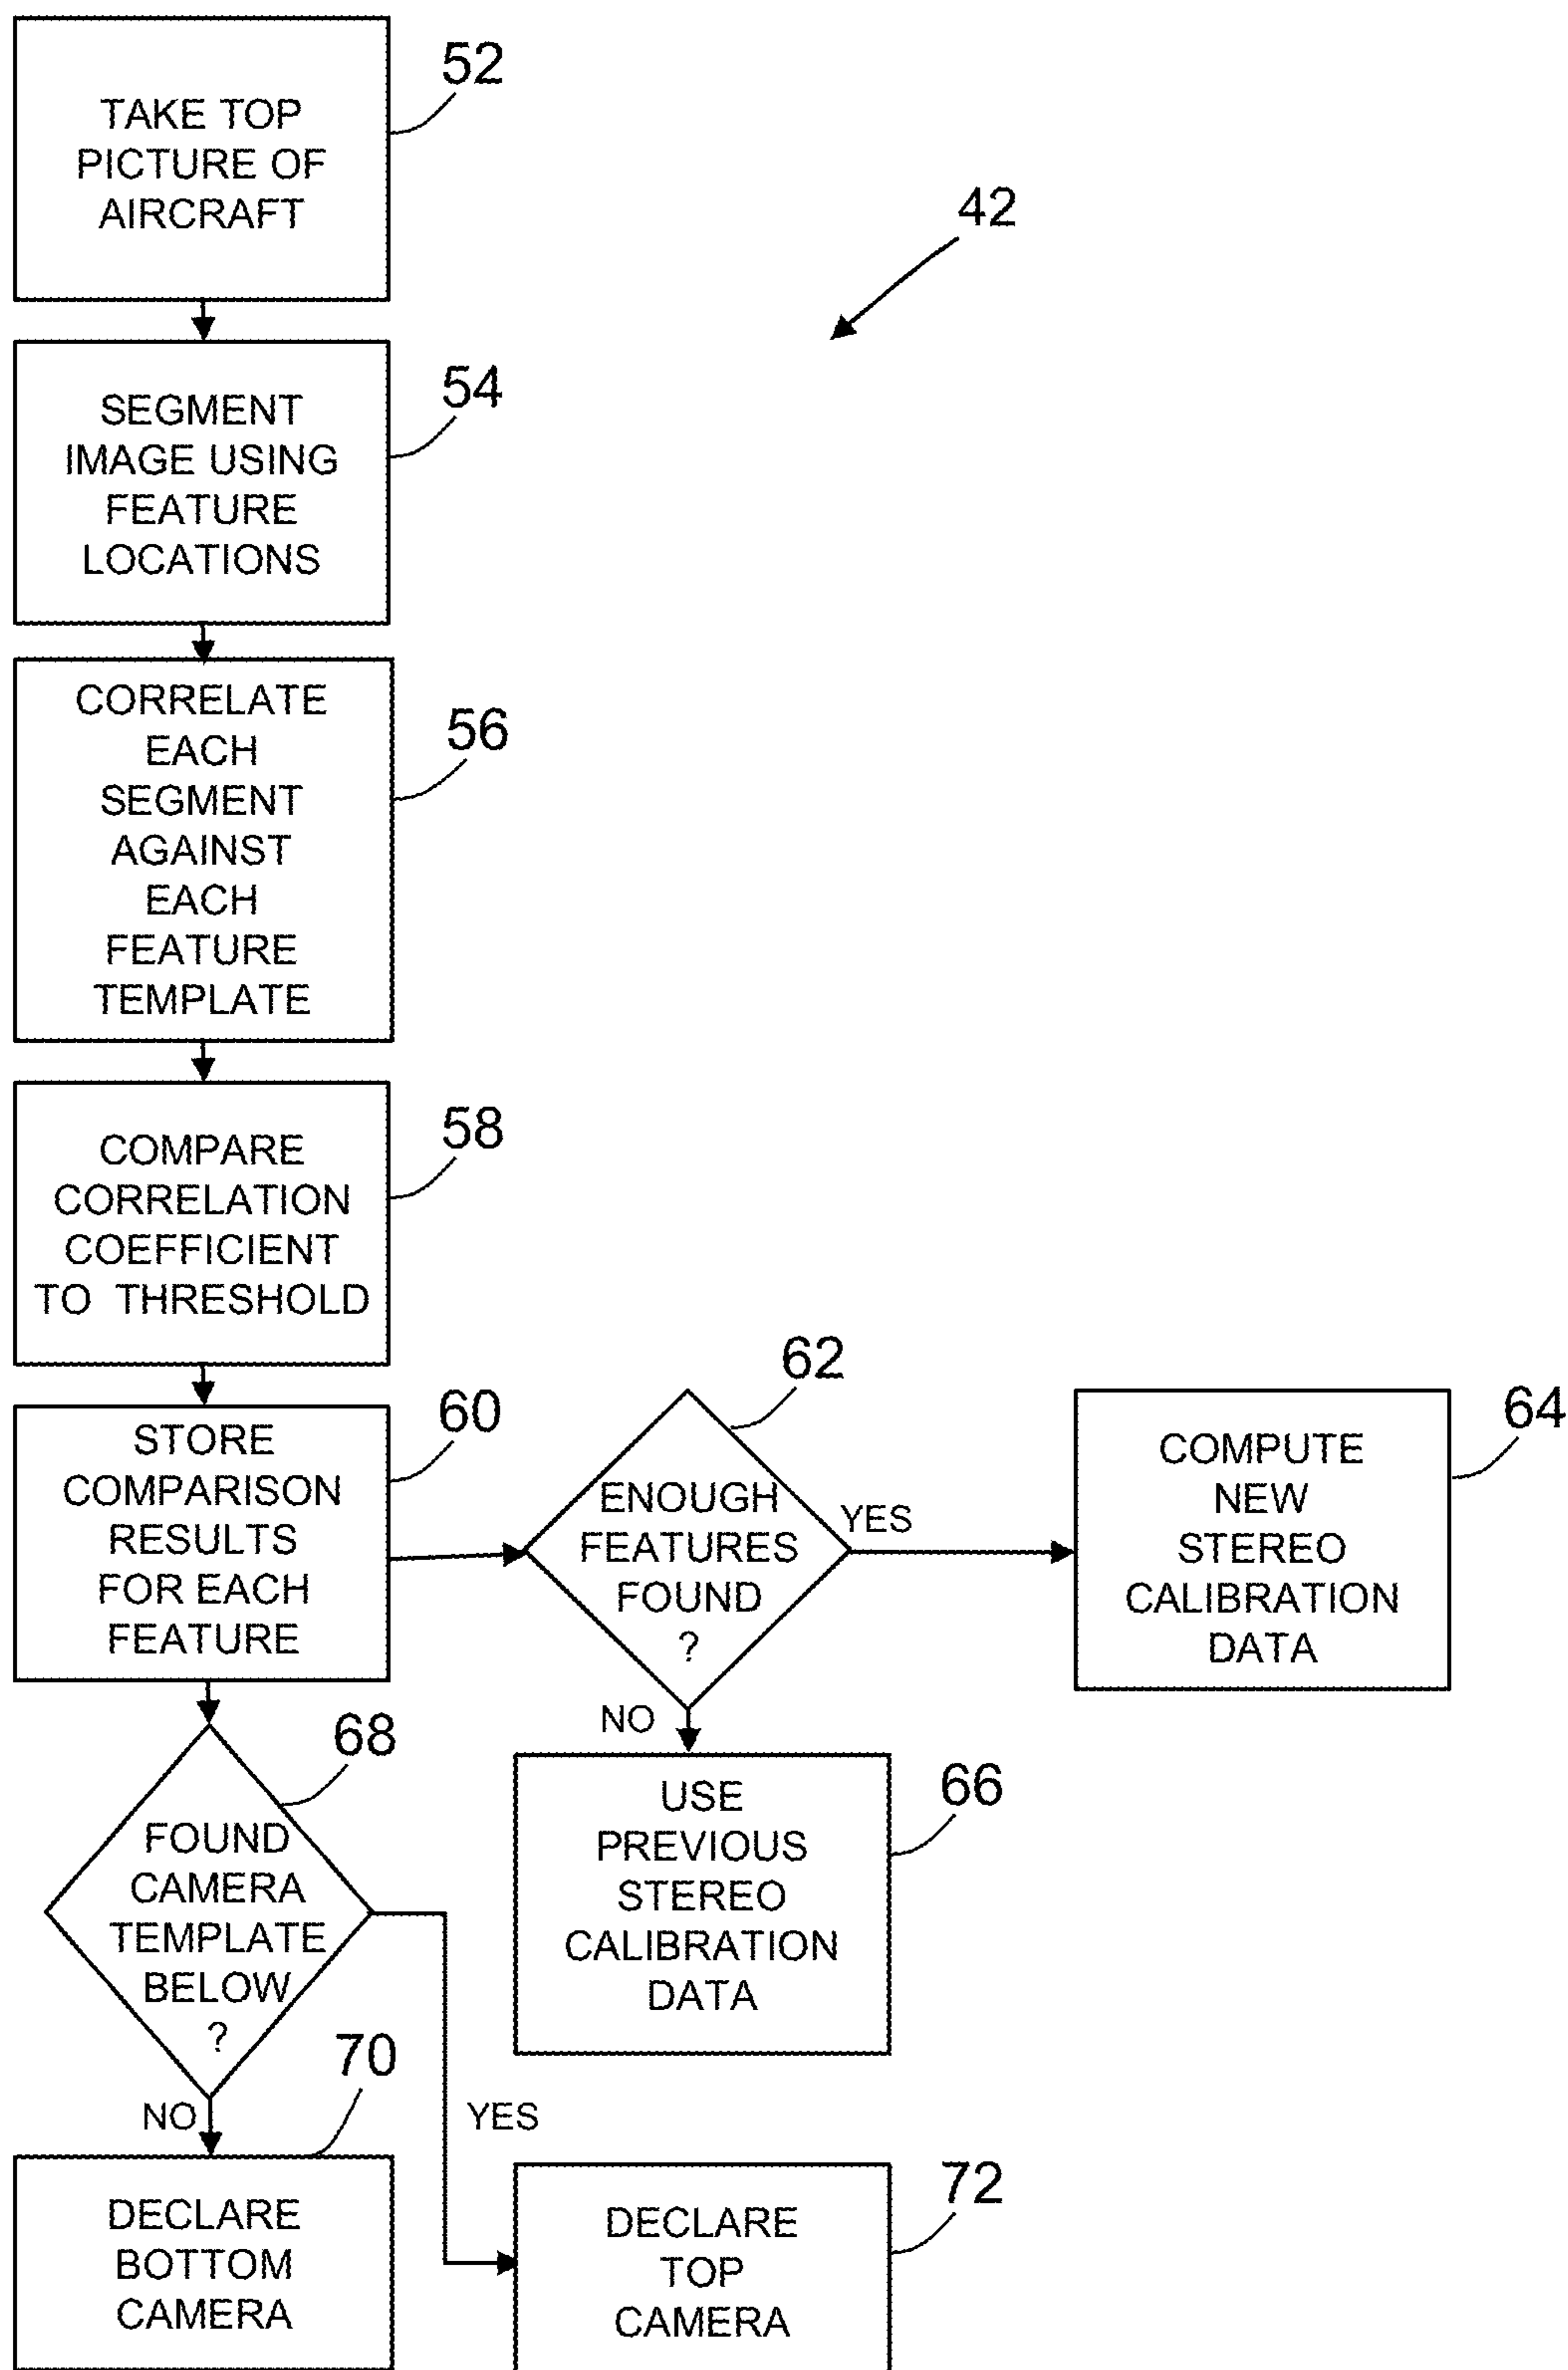 52
TAKE TOP
PICTURE OF
AIRCRAFT
42
54
SEGMENT
IMAGE USING
FEATURE
LOCATIONS
56
CORRELATE
EACH
SEGMENT
AGAINST
EACH
FEATURE
TEMPLATE
58
COMPARE
CORRELATION
COEFFICIENT
TO THRESHOLD
60
STORE
COMPARISON
RESULTS
FOR EACH
FEATURE
62
ENOUGH
FEATURES
FOUND
?
YES
64
COMPUTE
NEW
STEREO
CALIBRATION
DATA
NO
66
USE
PREVIOUS
STEREO
CALIBRATION
DATA
68
FOUND
CAMERA
TEMPLATE
BELOW
?
NO
70
DECLARE
BOTTOM
CAMERA
YES
72
DECLARE
TOP
CAMERA